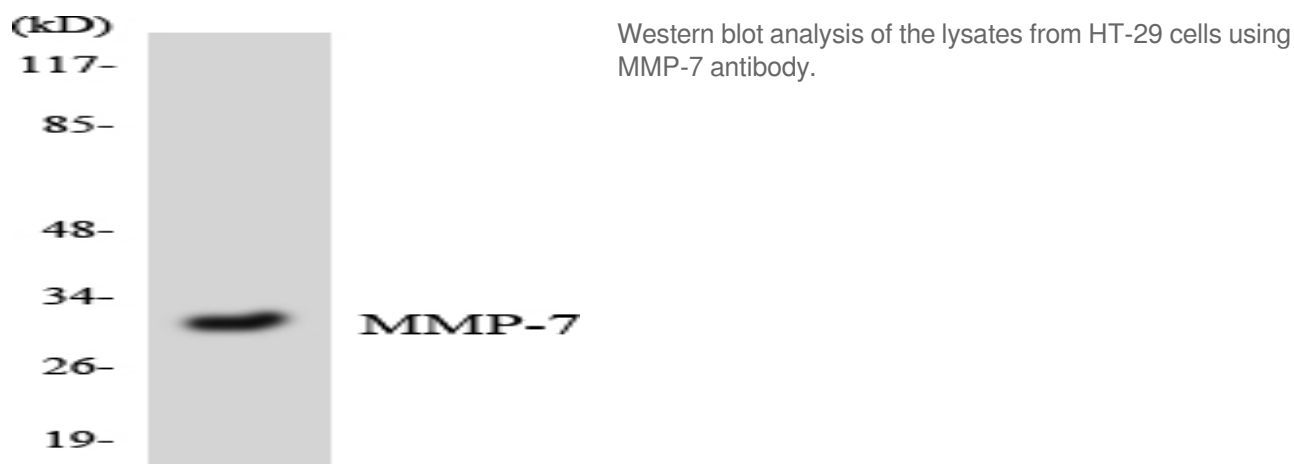 (kD)
117-
85-
48-
34-
26-
19-
MMP-7
Western blot analysis of the lysates from HT-29 cells using
MMP-7 antibody.